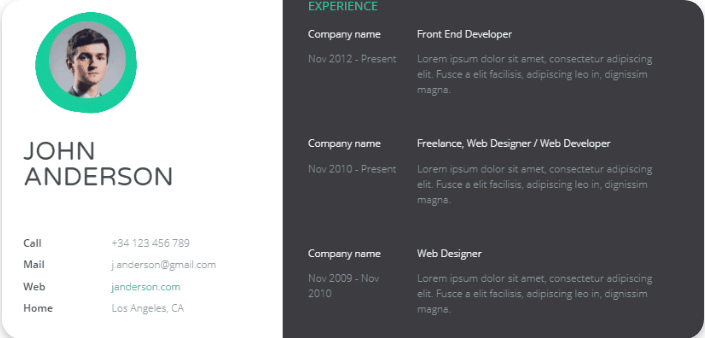 JOHN
ANDERSON
Call +34 123 456 789
Mail j.anderson@gmail.com
Web janderson.com
Home Los Angeles, CA
EXPERIENCE
Company name Front End Developer
Nov 2012 - Present Lorem ipsum dolor sit amet, consectetur adipiscing
elit. Fusce a elit facilisis, adipiscing leo in, dignissim
magna.
Company name Freelance, Web Designer / Web Developer
Nov 2010 - Present Lorem ipsum dolor sit amet, consectetur adipiscing
elit. Fusce a elit facilisis, adipiscing leo in, dignissim
magna.
Company name Web Designer
Nov 2009 - Nov Lorem ipsum dolor sit amet, consectetur adipiscing
2010 elit. Fusce a elit facilisis, adipiscing leo in, dignissim
magna.